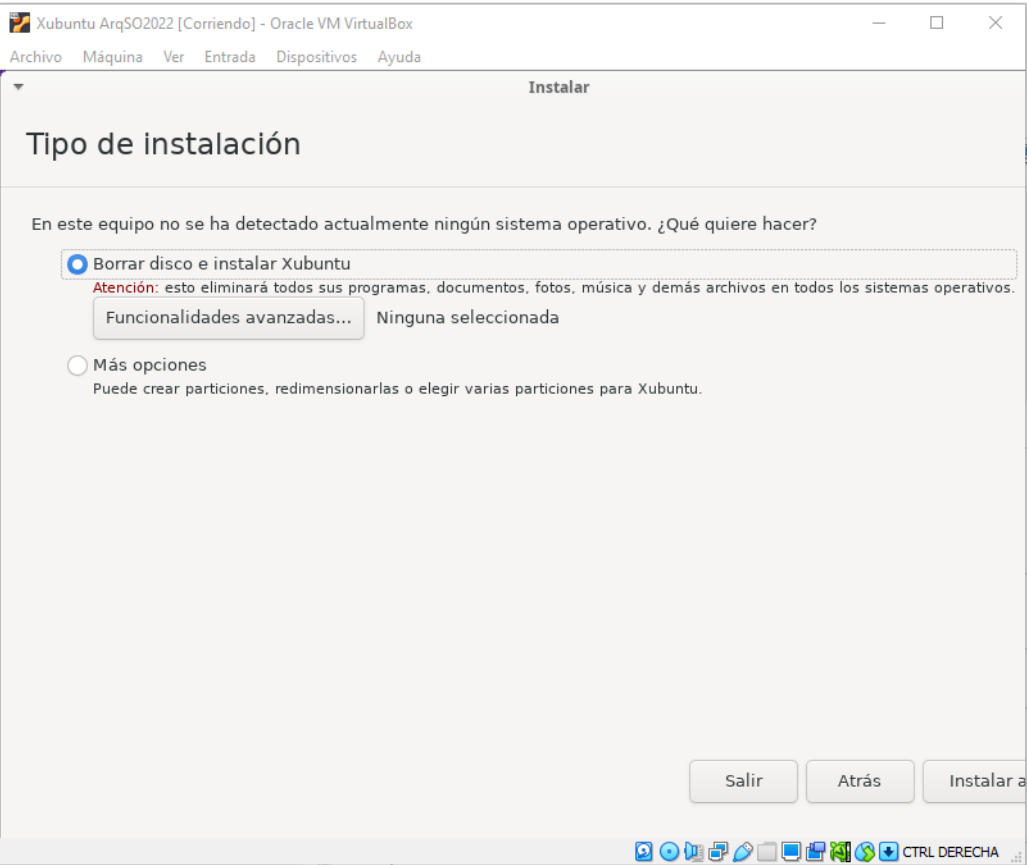 Xubuntu ArqSO2022 [Corriendo] - Oracle VM VirtualBox
Archivo Máquina Ver Entrada Dispositivos Ayuda
Instalar
Tipo de instalación
En este equipo no se ha detectado actualmente ningún sistema operativo. ¿Qué quiere hacer?
Borrar disco e instalar Xubuntu
Atención: esto eliminará todos sus programas, documentos, fotos, música y demás archivos en todos los sistemas operativos.
Funcionalidades avanzadas... Ninguna seleccionada
Más opciones
Puede crear particiones, redimensionarlas o elegir varias particiones para Xubuntu.
Salir Atrás Instalar a
CTRL DERECHA